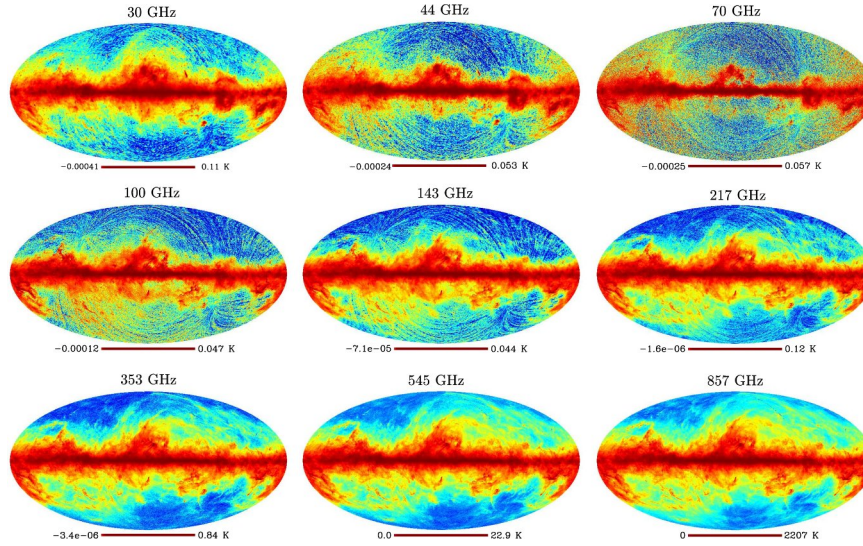 30 GHz
44 GHz
70 GHz
−0.00041 0.11 K
−0.00024 0.053 K
−0.00025 0.057 K
100 GHz
143 GHz
217 GHz
−0.00012 0.047 K
−7.1e−05 0.044 K
−1.6e−06 0.12 K
353 GHz
545 GHz
857 GHz
−3.4e−06 0.84 K
0.0 22.9 K
0 2207 K